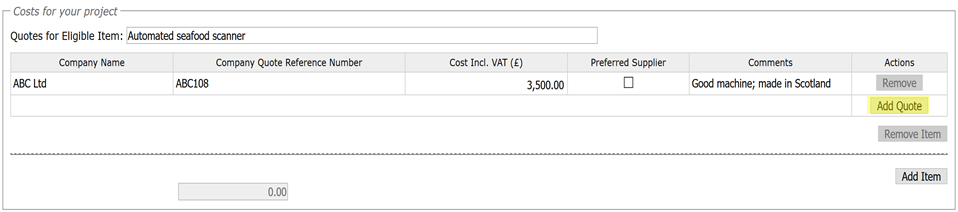 Costs for your project
Quotes for Eligible Item: Automated seafood scanner
Company Name Company Quote Reference Number Cost Incl. VAT (£) Preferred Supplier Comments Actions
ABC Ltd ABC108 3,500.00 Good machine; made in Scotland Remove
Add Quote
Remove Item
Add Item
0.00